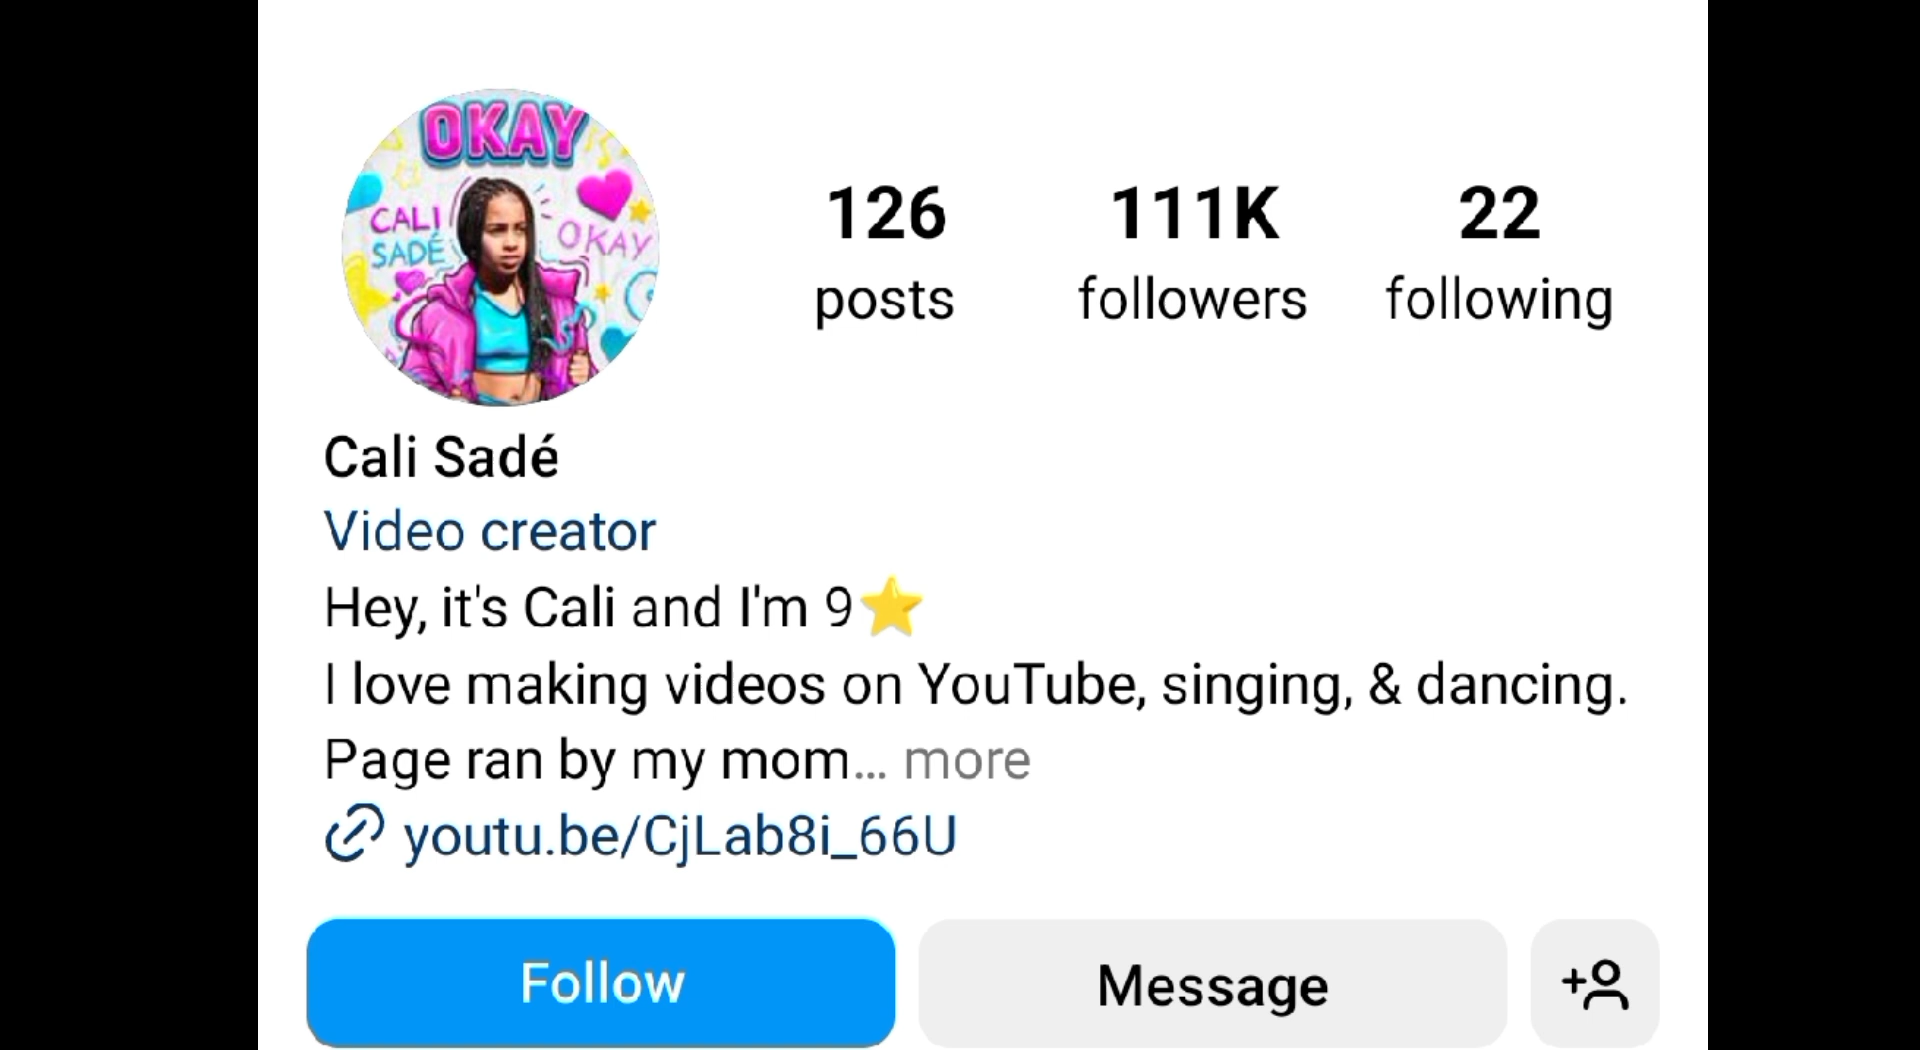 OKAY
CALI
SADÉ
OKAY
126
posts
111K
followers
22
following
Cali Sadé
Video creator
Hey, it's Cali and I'm 9⭐
I love making videos on YouTube, singing, & dancing.
Page ran by my mom... more
youtu.be/CjLab8i_66U
Follow
Message